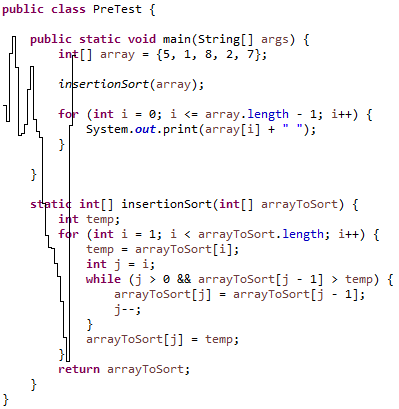 public class PreTest {
public static void main(String[] args) {
int[] array = {5, 1, 8, 2, 7};
insertionSort(array);
for (int i = 0; i <= array.length - 1; i++) {
System.out.print(array[i] + " ");
}
}
static int[] insertionSort(int[] arrayToSort) {
int temp;
for (int i = 1; i < arrayToSort.length; i++) {
temp = arrayToSort[i];
int j = i;
while (j > 0 && arrayToSort[j - 1] > temp) {
arrayToSort[j] = arrayToSort[j - 1];
j--;
}
arrayToSort[j] = temp;
}
return arrayToSort;
}
}